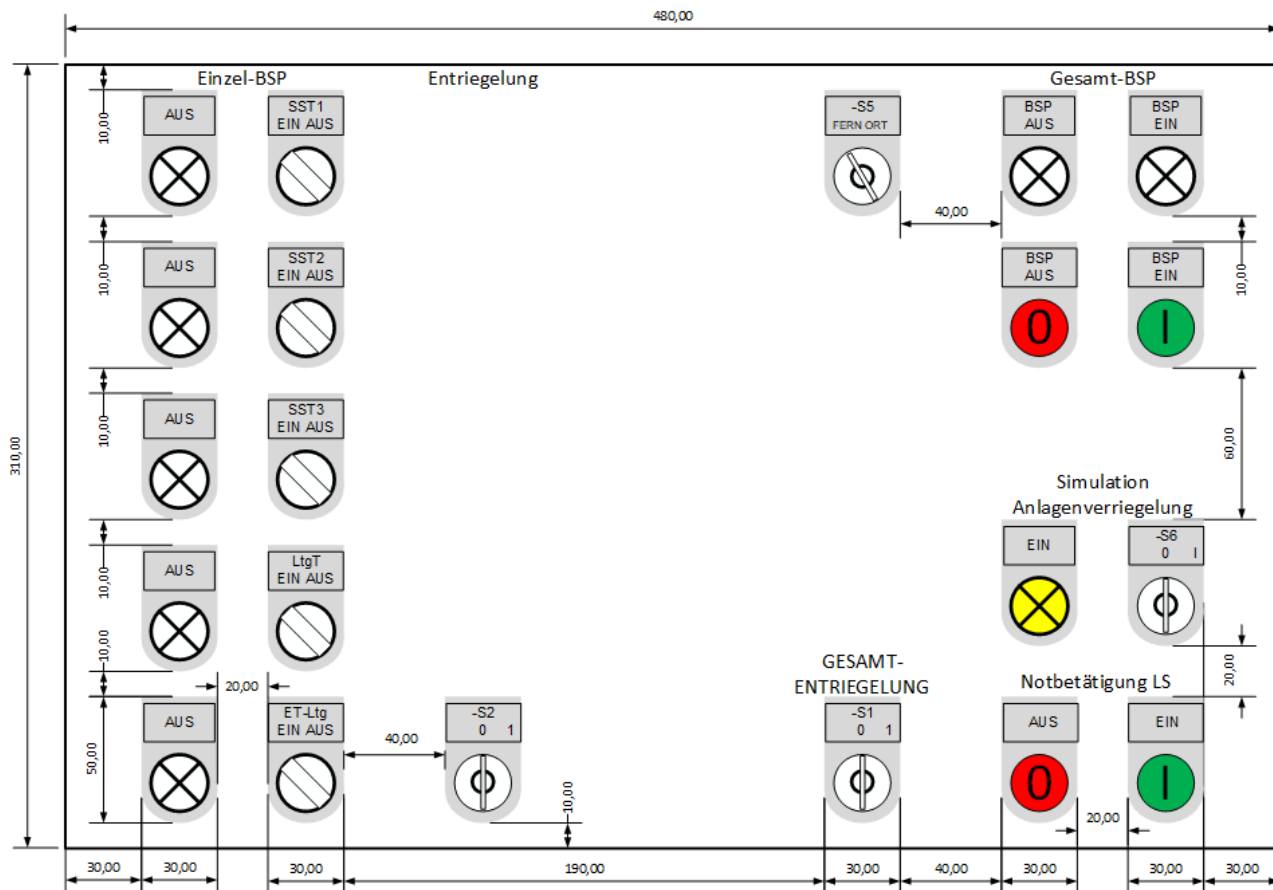 480,00
Einzel-BSP
Entriegelung
Gesamt-BSP
AUS
SST1
EIN AUS
-S5
FERN ORT
BSP
AUS
BSP
EIN
10,00
40,00
AUS
SST2
EIN AUS
BSP
AUS
BSP
EIN
10,00
10,00
0
I
AUS
SST3
EIN AUS
10,00
60,00
310,00
Simulation
Anlagenverriegelung
AUS
LtgT
EIN AUS
EIN
-S6
0 I
10,00
10,00
20,00
20,00
GESAMT-
ENTRIEGELUNG
Notbetätigung LS
AUS
ET-Ltg
EIN AUS
-S2
0 1
-S1
0 1
AUS
EIN
50,00
40,00
0
I
10,00
20,00
30,00
30,00
30,00
190,00
30,00
40,00
30,00
30,00
30,00